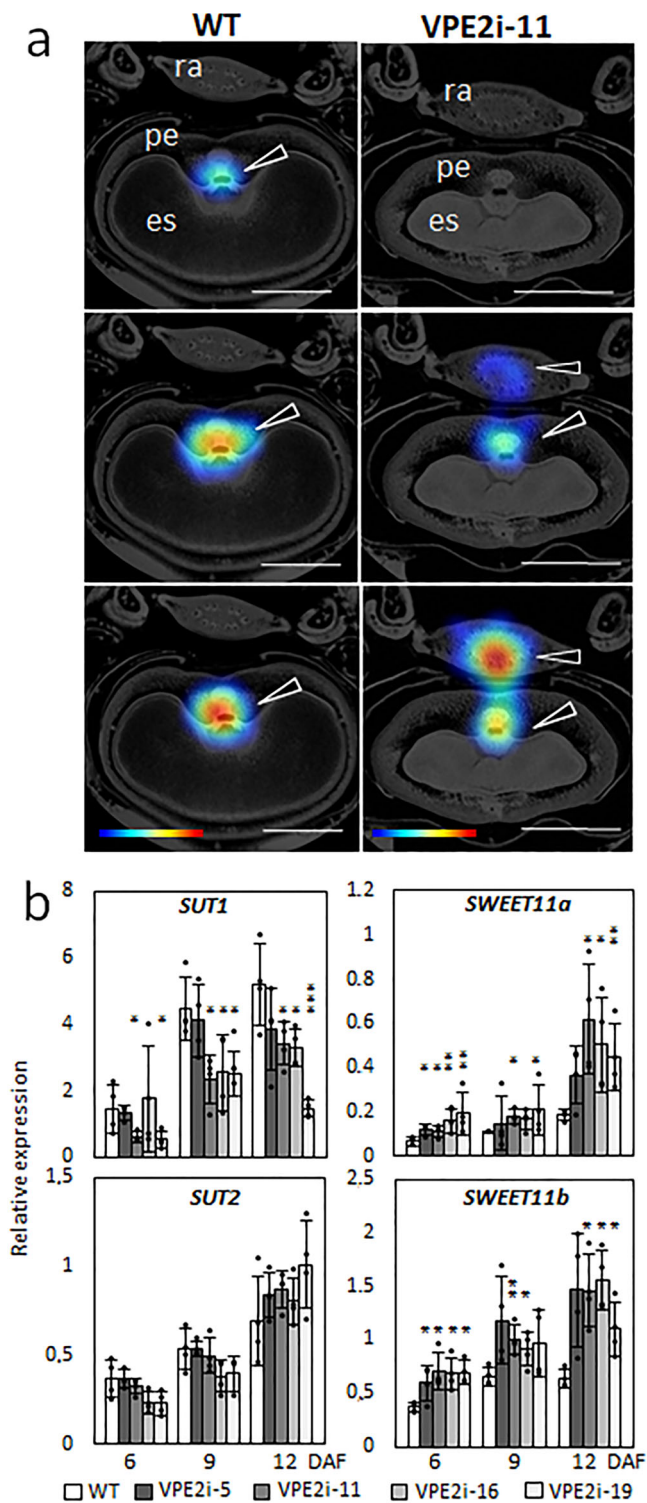 a
WT VPE2i-11
ra ra
pe pe
es es
b
SUT1 SWEET11a
8 1.2
6 1
0.8
4 0.6
2 0.4
0.2
0 0
SUT2 SWEET11b
1,5 2.5
2
1 1.5
0,5 1
0.5
0 0
Relative expression
6 9 12 DAF 6 9 12 DAF
WT VPE2i-5 VPE2i-11 VPE2i-16 VPE2i-19